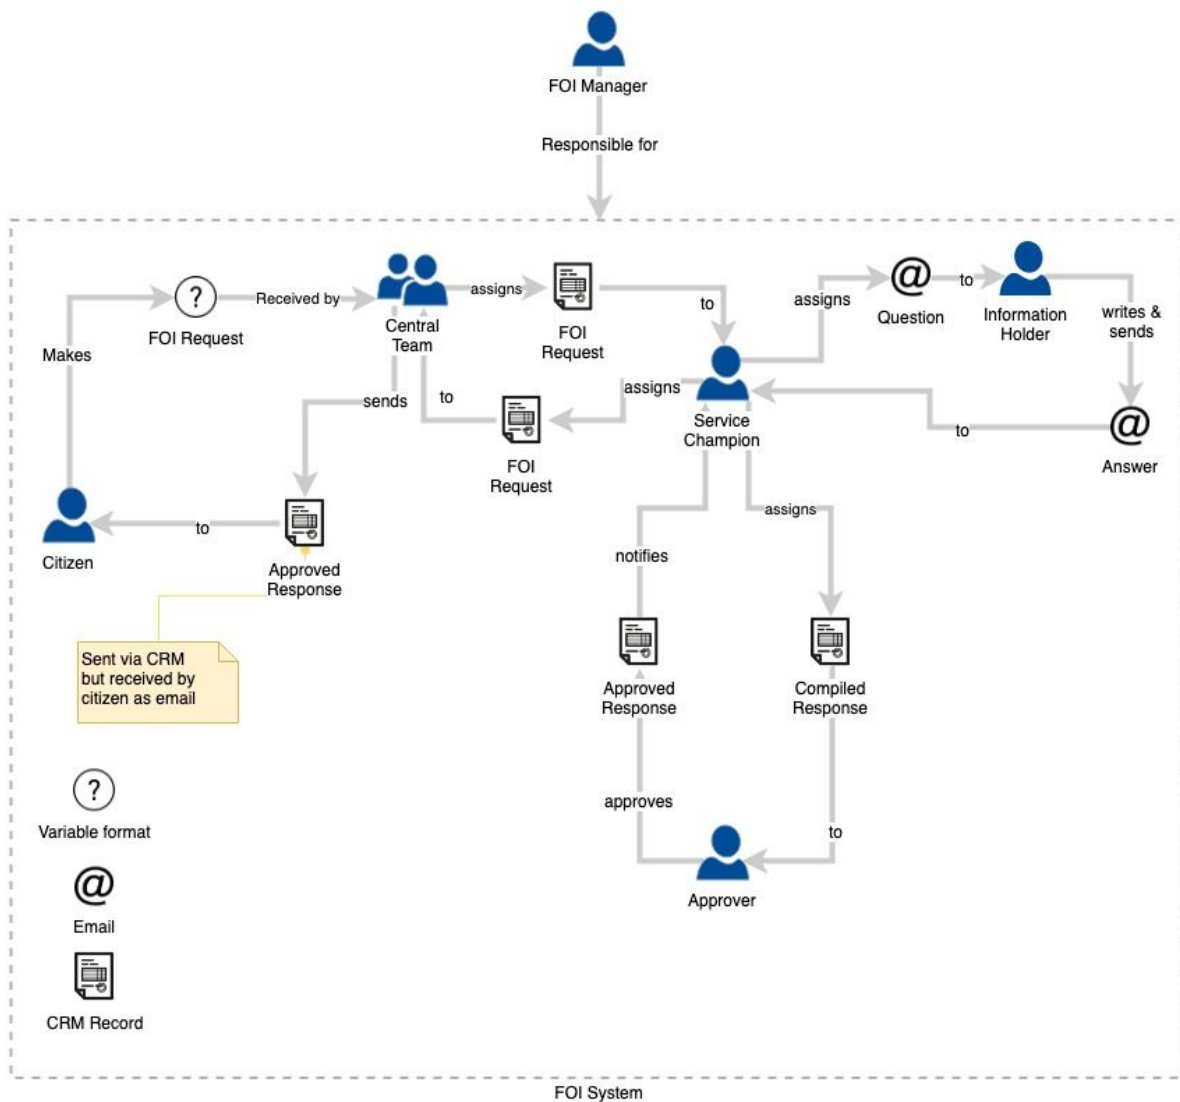 FOI Manager
Responsible for
?
FOI Request
Received by
Makes
Central
Team
assigns
FOI
Request
to
assigns
@
Question
to
Information
Holder
writes &
sends
@
Answer
to
Service
Champion
assigns
FOI
Request
to
sends
Approved
Response
to
Citizen
Sent via CRM
but received by
citizen as email
assigns
Compiled
Response
to
Approver
approves
Approved
Response
notifies
?
Variable format
@
Email
CRM Record
FOI System